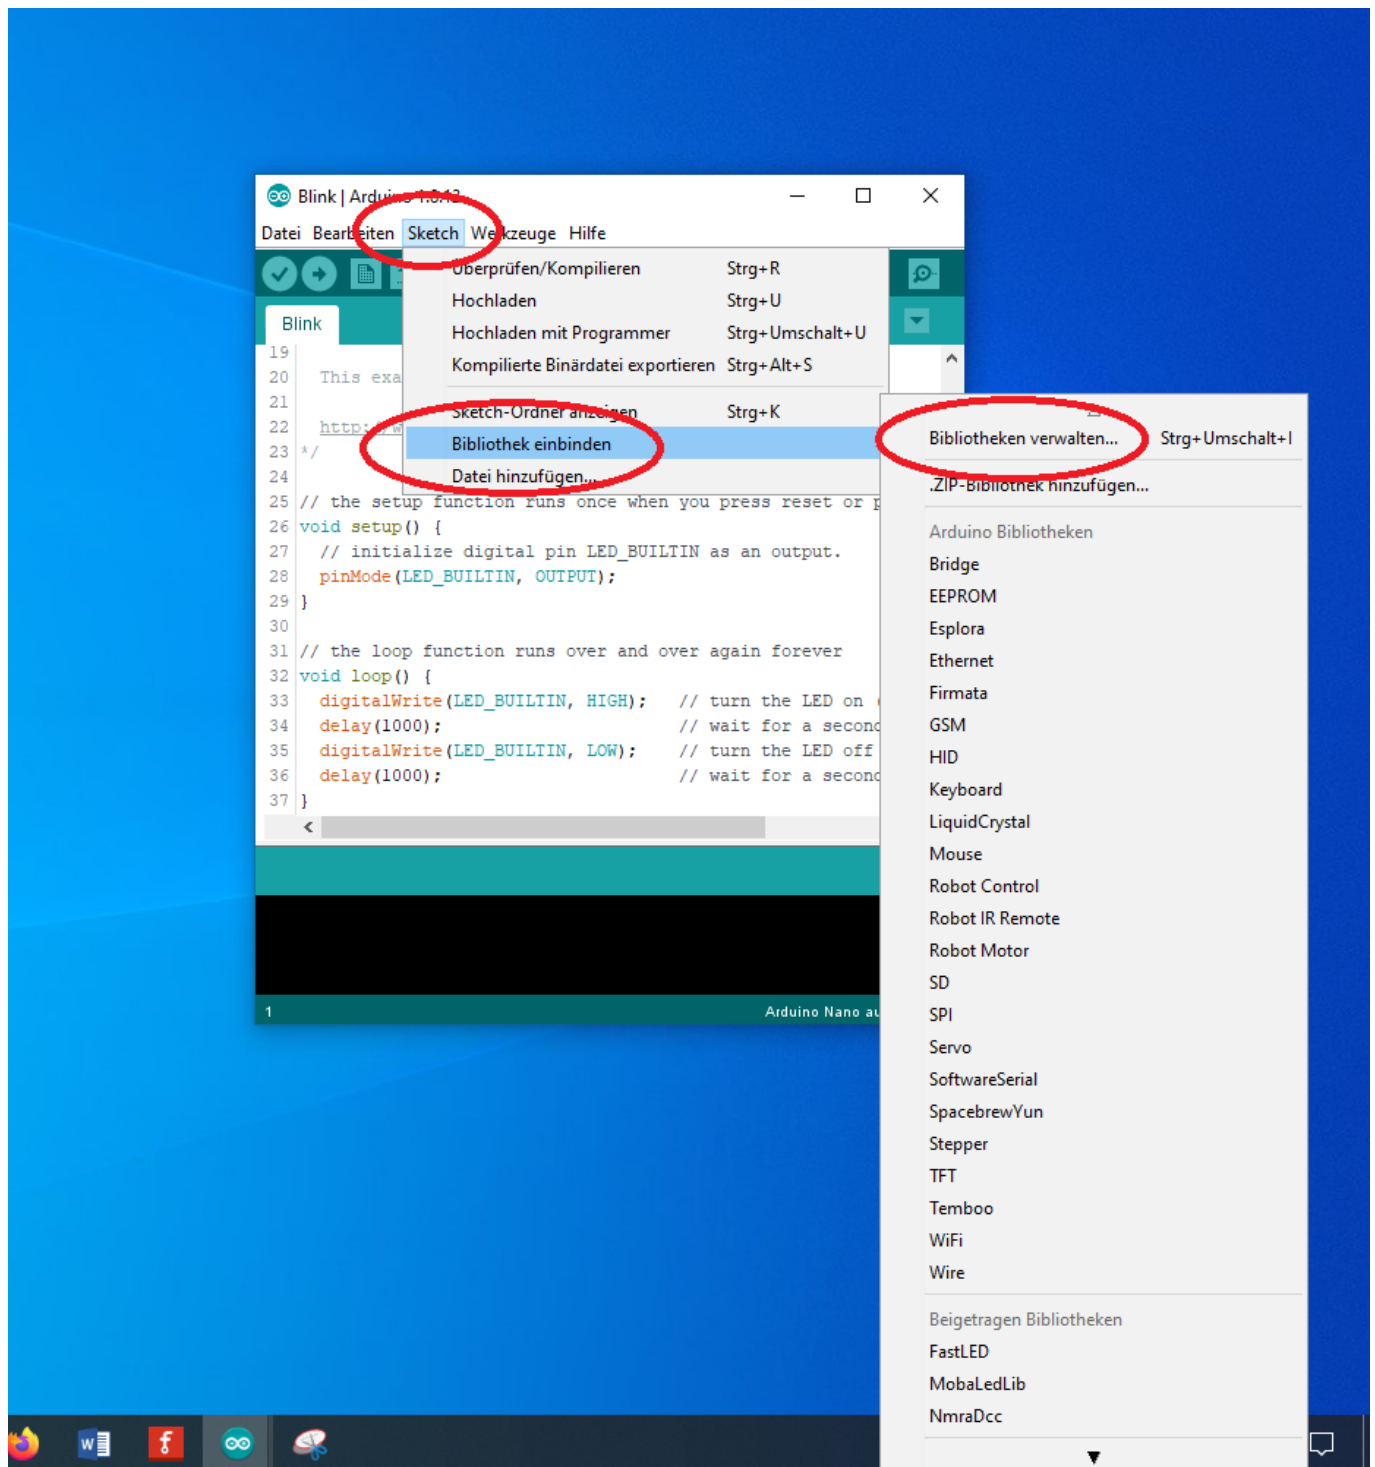 Blink | Arduino 1.8.13
Datei Bearbeiten Sketch Werkzeuge Hilfe
Überprüfen/Kompilieren Strg+R
Hochladen Strg+U
Hochladen mit Programmer Strg+Umschalt+U
Kompilierte Binärdatei exportieren Strg+Alt+S
Sketch-Ordner anzeigen Strg+K
Bibliothek einbinden
Datei hinzufügen...
Blink
19
20 This exa
21
22 http://w
23 */
24
25 // the setup function runs once when you press reset or p
26 void setup() {
27 // initialize digital pin LED_BUILTIN as an output.
28 pinMode(LED_BUILTIN, OUTPUT);
29 }
30
31 // the loop function runs over and over again forever
32 void loop() {
33 digitalWrite(LED_BUILTIN, HIGH); // turn the LED on (
34 delay(1000); // wait for a second
35 digitalWrite(LED_BUILTIN, LOW); // turn the LED off
36 delay(1000); // wait for a second
37 }
1 Arduino Nano au
Bibliotheken verwalten... Strg+Umschalt+I
.ZIP-Bibliothek hinzufügen...
Arduino Bibliotheken
Bridge
EEPROM
Esplora
Ethernet
Firmata
GSM
HID
Keyboard
LiquidCrystal
Mouse
Robot Control
Robot IR Remote
Robot Motor
SD
SPI
Servo
SoftwareSerial
SpacebrewYun
Stepper
TFT
Temboo
WiFi
Wire
Beigetragen Bibliotheken
FastLED
MobaLedLib
NmraDcc